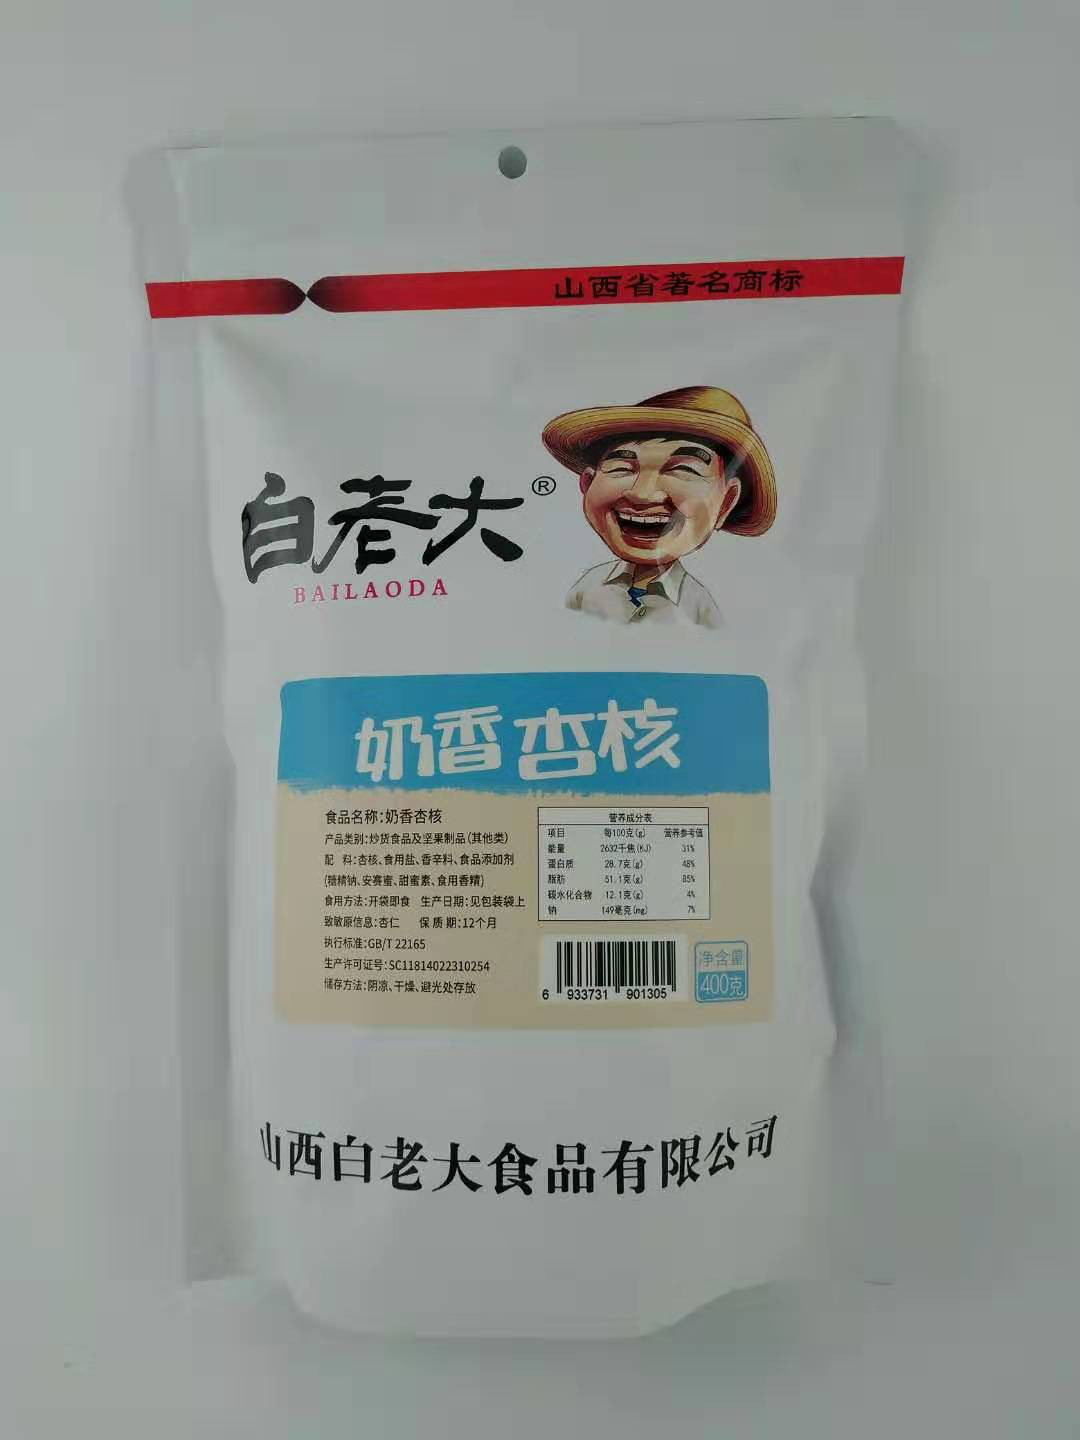 山西省著名商标
白老大®
BAILAODA
奶香杏核
食品名称:奶香杏核
产品类别:炒货食品及坚果制品(其他类)
配 料:杏核、食用盐、香辛料、食品添加剂
(糖精钠、安赛蜜、甜蜜素、食用香精)
食用方法:开袋即食 生产日期:见包装袋上
致敏原信息:杏仁 保质期:12个月
执行标准:GB/T 22165
生产许可证号:SC11814022310254
储存方法:阴凉、干燥、避光处存放
营养成分表
项目 每100克(g) 营养参考值
能量 2632千焦(KJ) 31%
蛋白质 28.7克(g) 48%
脂肪 51.1克(g) 85%
碳水化合物 12.1克(g) 4%
钠 149毫克(mg) 7%
6 933731 901305
净含量
400克
山西白老大食品有限公司